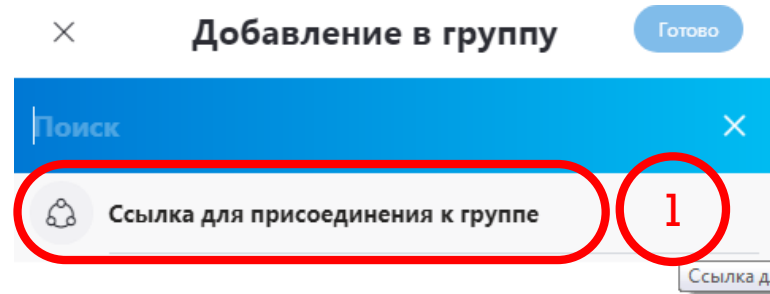 Добавление в группу
Готово
Поиск
Ссылка для присоединения к группе
1
Ссылка д